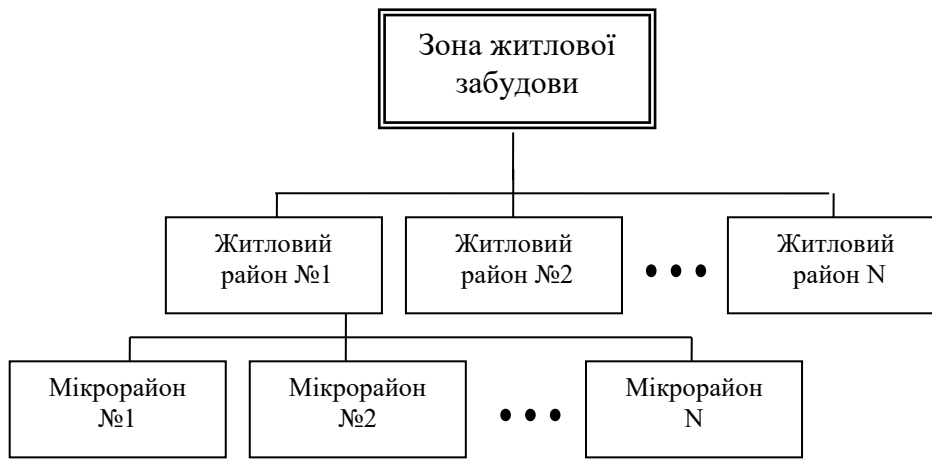 Зона житлової
забудови
Житловий
район №1
Житловий
район №2
Житловий
район N
Мікрорайон
№1
Мікрорайон
№2
Мікрорайон
N